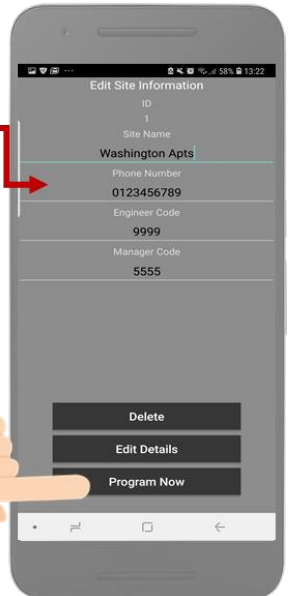 58% 13:22
Edit Site Information
ID
1
Site Name
Washington Apts
Phone Number
0123456789
Engineer Code
9999
Manager Code
5555
Delete
Edit Details
Program Now